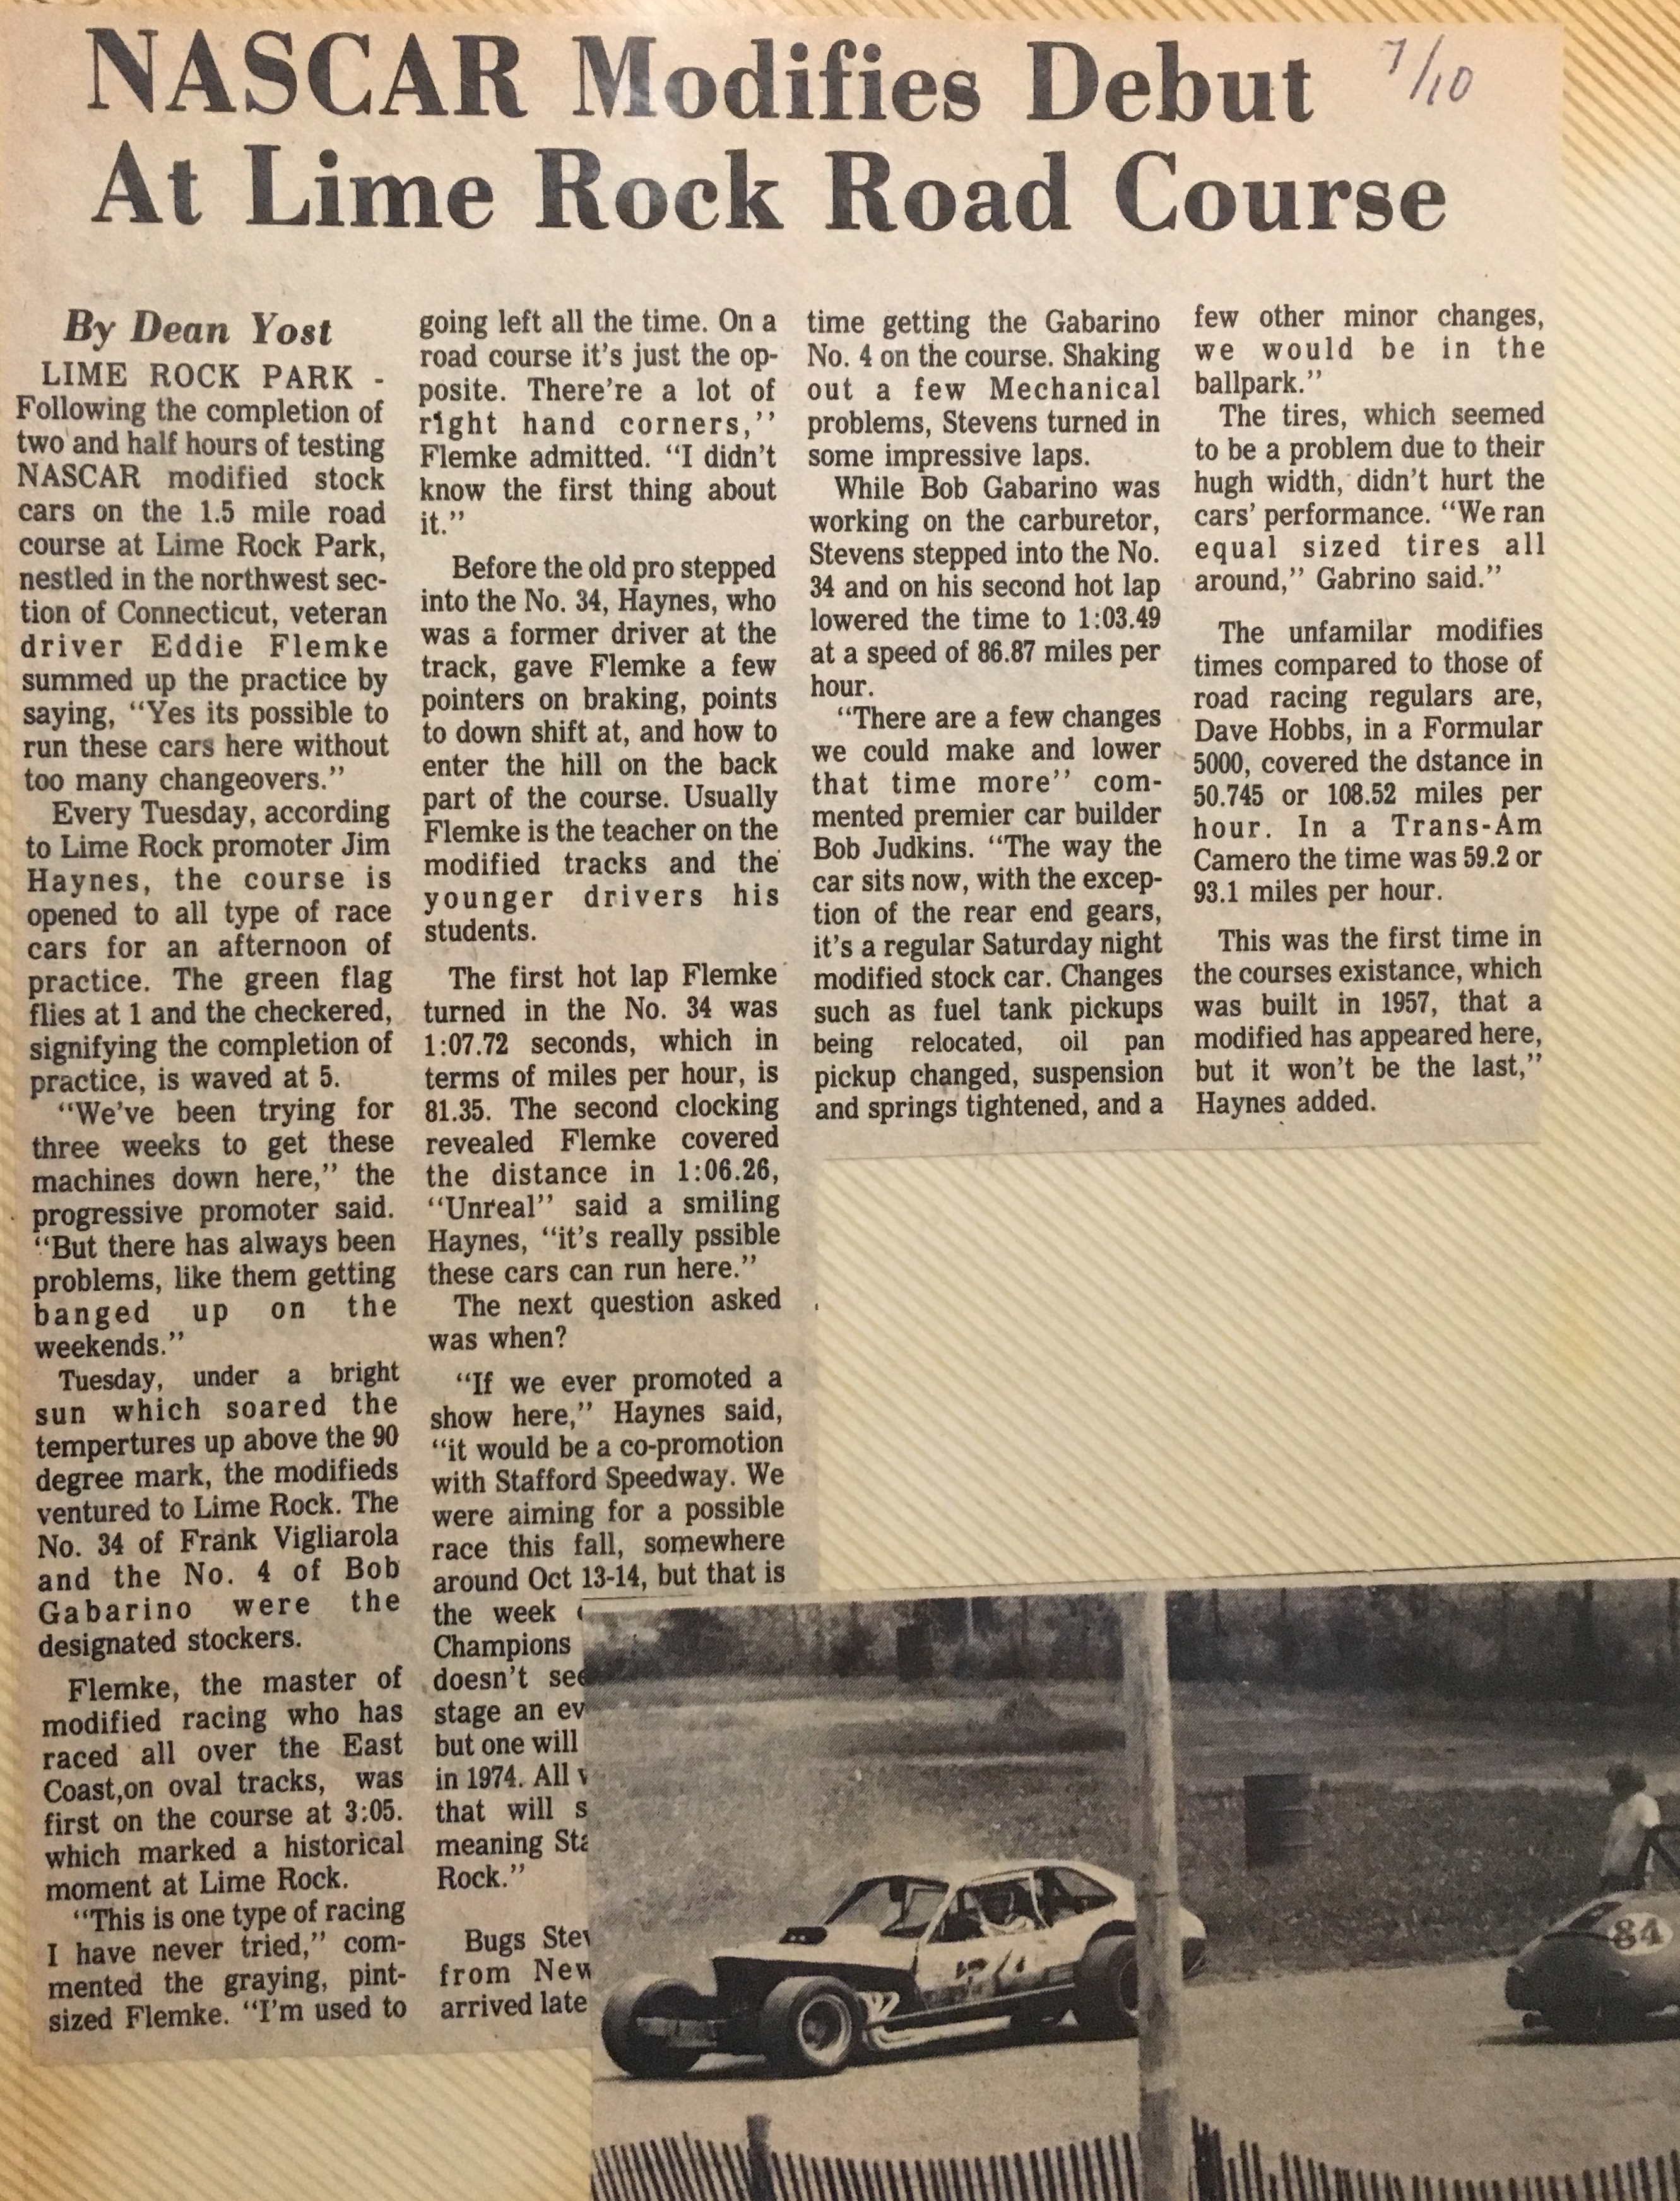 NASCAR Modifies Debut
7/10
At Lime Rock Road Course
By Dean Yost
LIME ROCK PARK -
Following the completion of
two and half hours of testing
NASCAR modified stock
cars on the 1.5 mile road
course at Lime Rock Park,
nestled in the northwest sec-
tion of Connecticut, veteran
driver Eddie Flemke
summed up the practice by
saying, “Yes its possible to
run these cars here without
too many changeovers.”
Every Tuesday, according
to Lime Rock promoter Jim
Haynes, the course is
opened to all type of race
cars for an afternoon of
practice. The green flag
flies at 1 and the checkered,
signifying the completion of
practice, is waved at 5.
“We've been trying for
three weeks to get these
machines down here,” the
progressive promoter said.
“But there has always been
problems, like them getting
banged up on the
weekends.”
Tuesday, under a bright
sun which soared the
tempertures up above the 90
degree mark, the modifieds
ventured to Lime Rock. The
No. 34 of Frank Vigliarola
and the No. 4 of Bob
Gabarino were the
designated stockers.
Flemke, the master of
modified racing who has
raced all over the East
Coast,on oval tracks, was
first on the course at 3:05.
which marked a historical
moment at Lime Rock.
“This is one type of racing
I have never tried,” com-
mented the graying, pint-
sized Flemke. “I'm used to
going left all the time. On a
road course it's just the op-
posite. There're a lot of
right hand corners,”
Flemke admitted. “I didn't
know the first thing about
it.”
Before the old pro stepped
into the No. 34, Haynes, who
was a former driver at the
track, gave Flemke a few
pointers on braking, points
to down shift at, and how to
enter the hill on the back
part of the course. Usually
Flemke is the teacher on the
modified tracks and the
younger drivers his
students.
The first hot lap Flemke
turned in the No. 34 was
1:07.72 seconds, which in
terms of miles per hour, is
81.35. The second clocking
revealed Flemke covered
the distance in 1:06.26,
“Unreal” said a smiling
Haynes, “it's really pssible
these cars can run here.”
The next question asked
was when?
“If we ever promoted a
show here,” Haynes said,
“it would be a co-promotion
with Stafford Speedway. We
were aiming for a possible
race this fall, somewhere
around Oct 13-14, but that is
the week
Champions
doesn't
stage an
but one will
in 1974. All
that will
meaning
Rock.”
Bugs
from
arrived late
time getting the Gabarino
No. 4 on the course. Shaking
out a few Mechanical
problems, Stevens turned in
some impressive laps.
While Bob Gabarino was
working on the carburetor,
Stevens stepped into the No.
34 and on his second hot lap
lowered the time to 1:03.49
at a speed of 86.87 miles per
hour.
“There are a few changes
we could make and lower
that time more” com-
mented premier car builder
Bob Judkins. “The way the
car sits now, with the excep-
tion of the rear end gears,
it's a regular Saturday night
modified stock car. Changes
such as fuel tank pickups
being relocated, oil pan
pickup changed, suspension
and springs tightened, and a
few other minor changes,
we would be in the
ballpark.”
The tires, which seemed
to be a problem due to their
hugh width, didn't hurt the
cars' performance. “We ran
equal sized tires all
around,” Gabrino said.”
The unfamilar modifies
times compared to those of
road racing regulars are,
Dave Hobbs, in a Formular
5000, covered the dstance in
50.745 or 108.52 miles per
hour. In a Trans-Am
Camero the time was 59.2 or
93.1 miles per hour.
This was the first time in
the courses existance, which
was built in 1957, that a
modified has appeared here,
but it won't be the last,”
Haynes added.
84